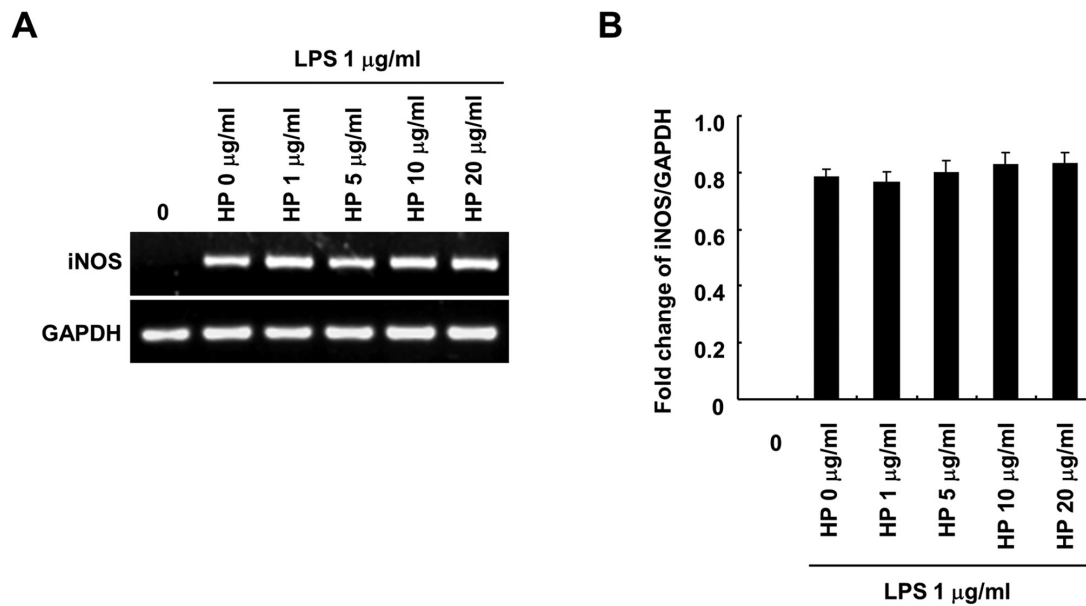 A
LPS 1 μg/ml
0
HP 0 μg/ml
HP 1 μg/ml
HP 5 μg/ml
HP 10 μg/ml
HP 20 μg/ml
iNOS
GAPDH
B
Fold change of iNOS/GAPDH
1.0
0.8
0.6
0.4
0.2
0
0
HP 0 μg/ml
HP 1 μg/ml
HP 5 μg/ml
HP 10 μg/ml
HP 20 μg/ml
LPS 1 μg/ml